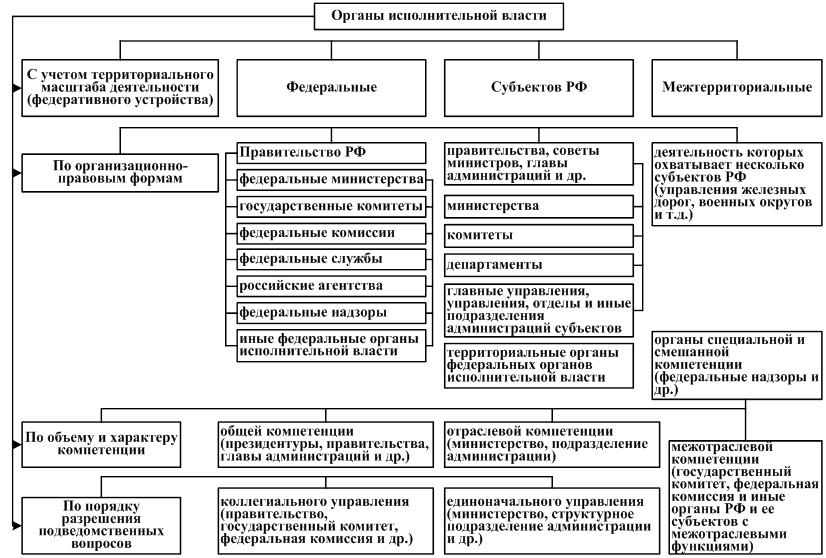 Органы исполнительной власти
С учетом территориального
масштаба деятельности
(федеративного устройства)
Федеральные
Субъектов РФ
Межтерриториальные
По организационно-
правовым формам
Правительство РФ
федеральные министерства
государственные комитеты
федеральные комиссии
федеральные службы
российские агентства
федеральные надзоры
иные федеральные органы
исполнительной власти
правительства, советы
министров, главы
администраций и др.
министерства
комитеты
департаменты
главные управления,
управления, отделы и иные
подразделения
администраций субъектов
территориальные органы
федеральных органов
исполнительной власти
деятельность которых
охватывает несколько
субъектов РФ
(управления железных
дорог, военных округов
и т.д.)
органы специальной и
смешанной
компетенции
(федеральные надзоры и
др.)
По объему и характеру
компетенции
общей компетенции
(президентуры, правительства,
главы администраций и др.)
отраслевой компетенции
(министерство, подразделение
администрации)
межотраслевой
компетенции
(государственный
комитет, федеральная
комиссия и иные
органы РФ и ее
субъектов с
межотраслевыми
функциями)
По порядку
разрешения
подведомственных
вопросов
коллегиального управления
(правительство,
государственный комитет,
федеральная комиссия и др.)
единоначального управления
(министерство, структурное
подразделение администрации
и др.)